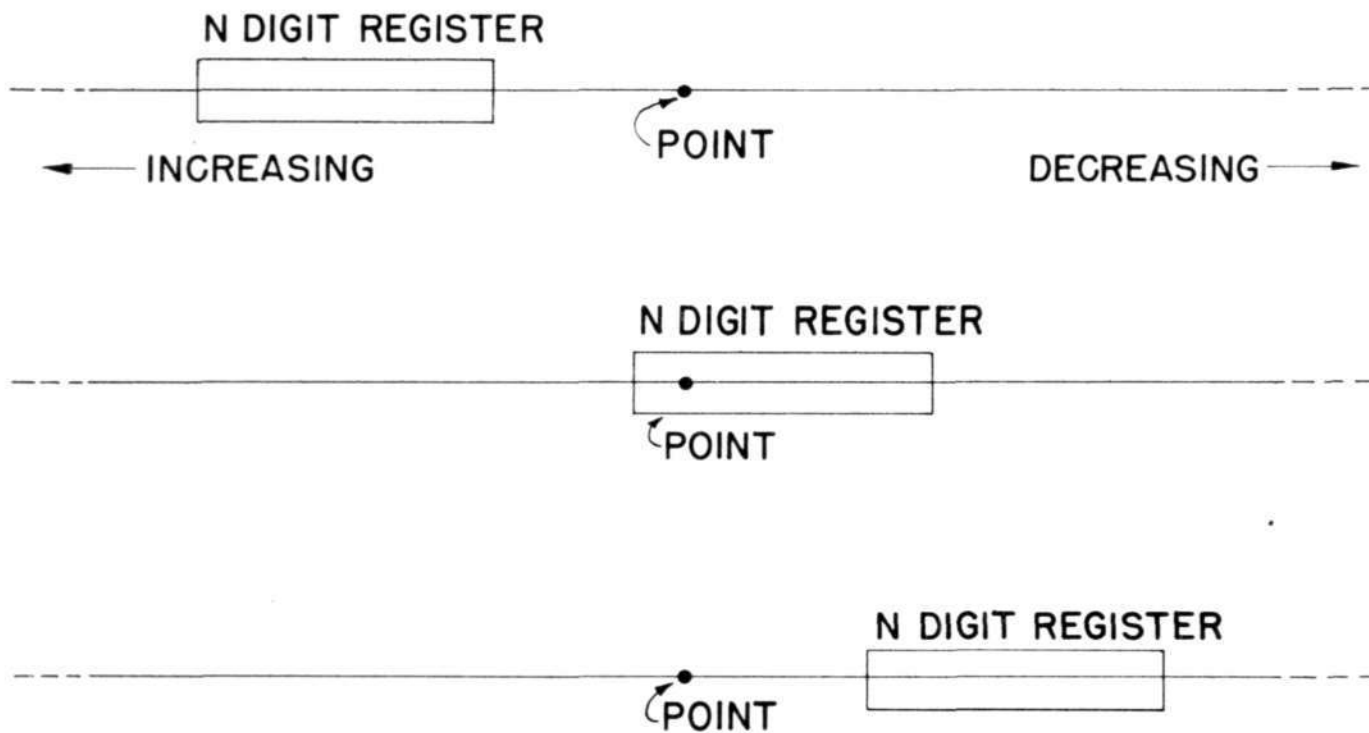 N DIGIT REGISTER
POINT
INCREASING DECREASING
N DIGIT REGISTER
POINT
N DIGIT REGISTER
POINT